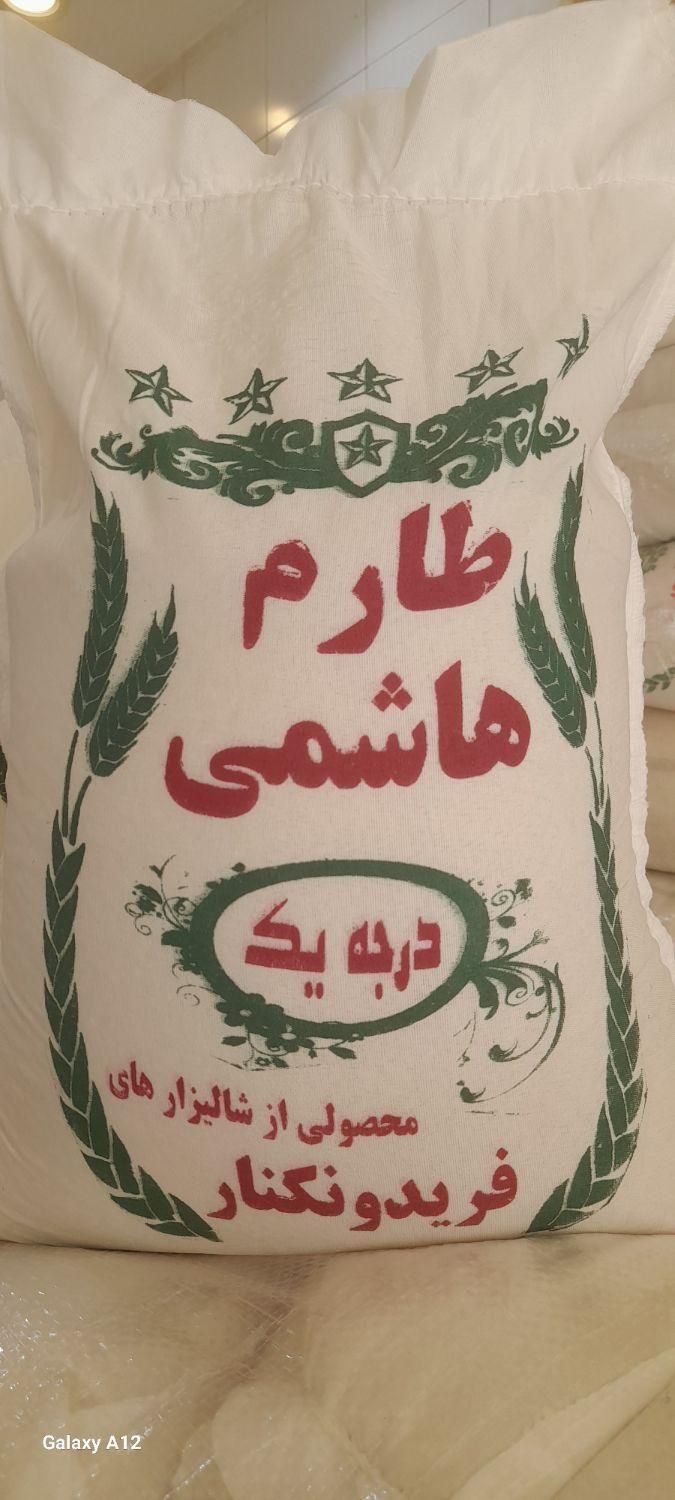 طارم
هاشمی
درجه یک
محصولی از شالیزار های
فریدونکنار
Galaxy A12